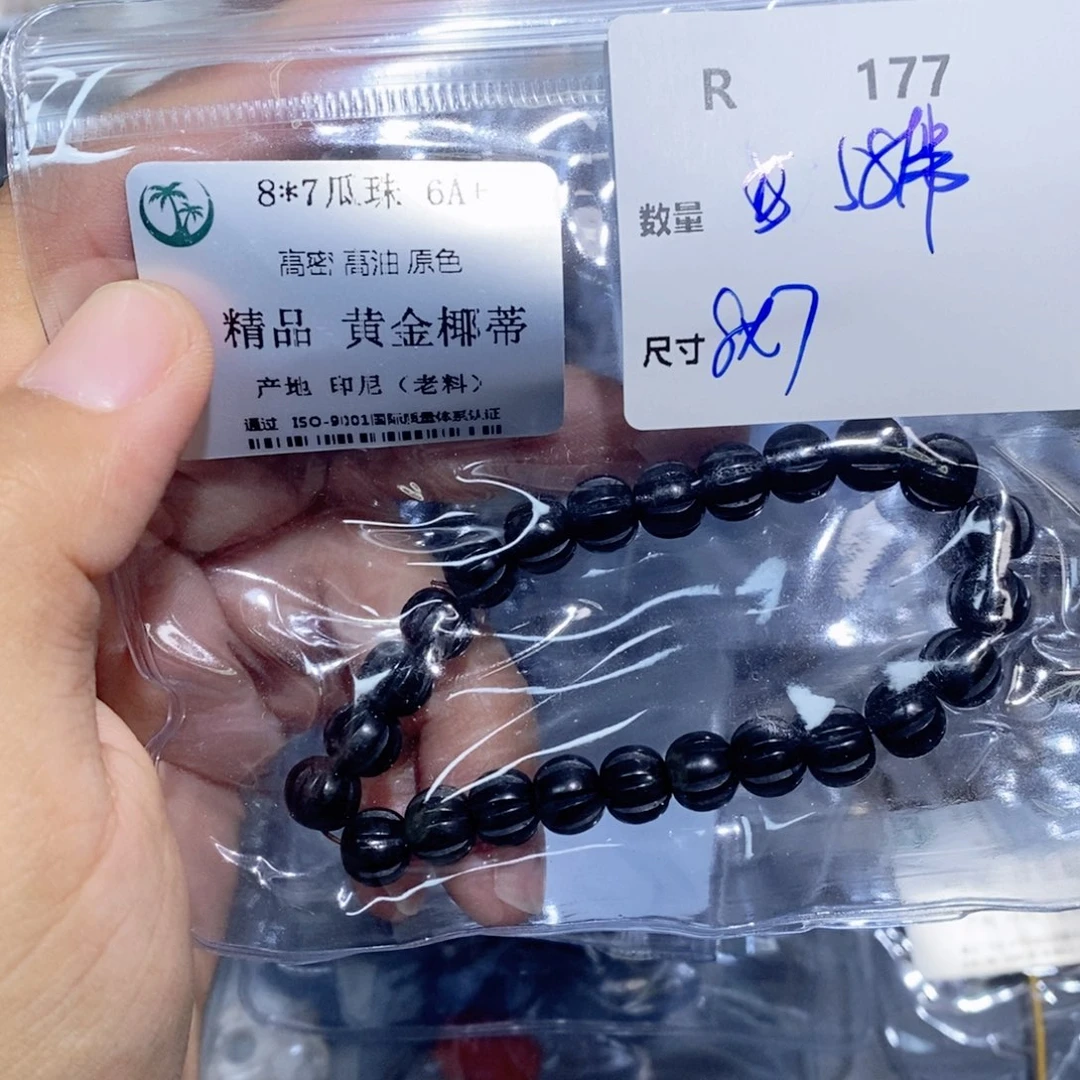 8*7瓜珠 6A+
高密 高油 原色
精品 黄金椰蒂
产地 印尼（老料）
通过 ISO-9001国际质量体系认证
R 177
数量
尺寸 8x7